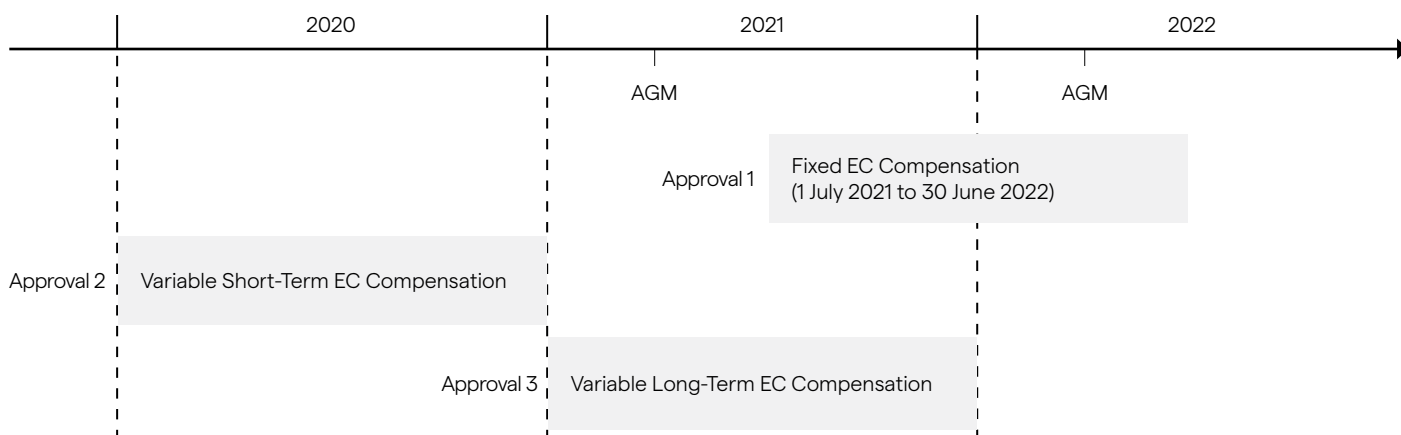 2020
2021
2022
AGM
AGM
Approval 1
Fixed EC Compensation
(1 July 2021 to 30 June 2022)
Approval 2
Variable Short-Term EC Compensation
Approval 3
Variable Long-Term EC Compensation